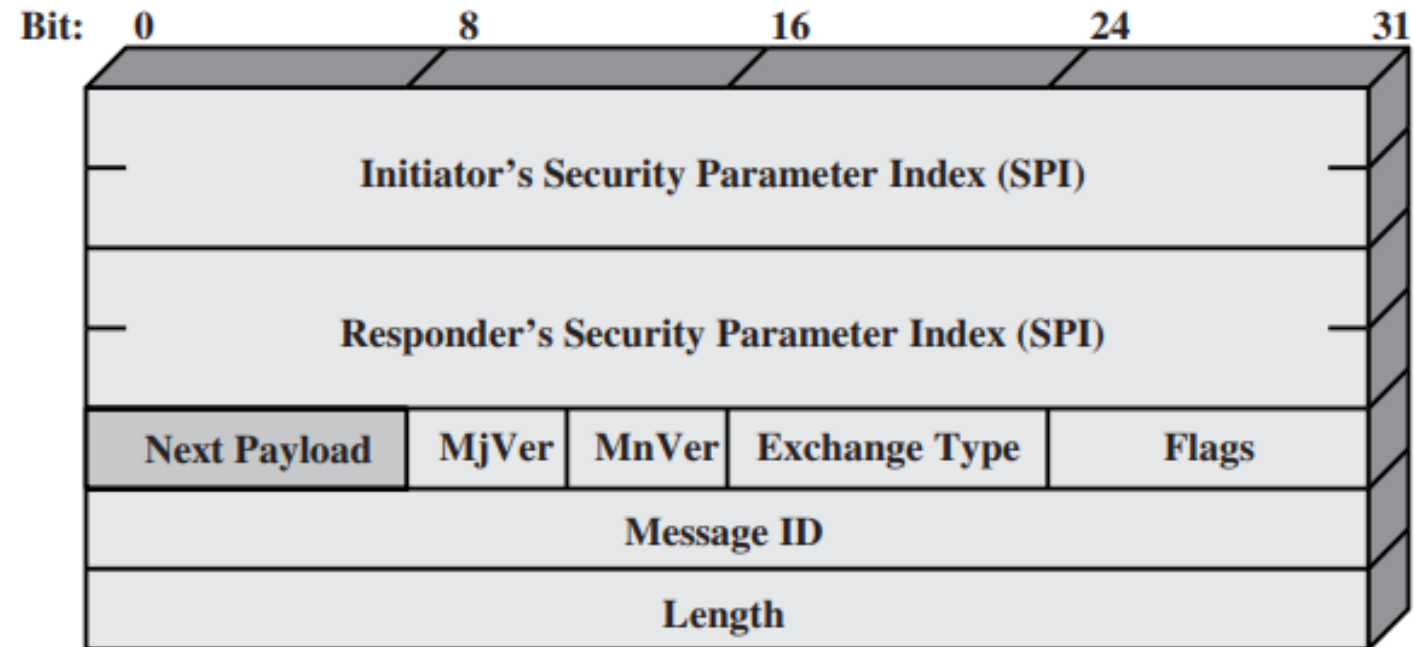 Bit: 0 8 16 24 31
Initiator’s Security Parameter Index (SPI)
Responder’s Security Parameter Index (SPI)
Next Payload MjVer MnVer Exchange Type Flags
Message ID
Length